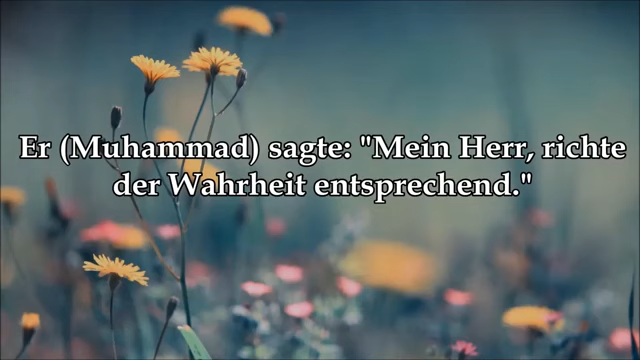 Er (Muhammad) sagte: "Mein Herr, richte
der Wahrheit entsprechend."